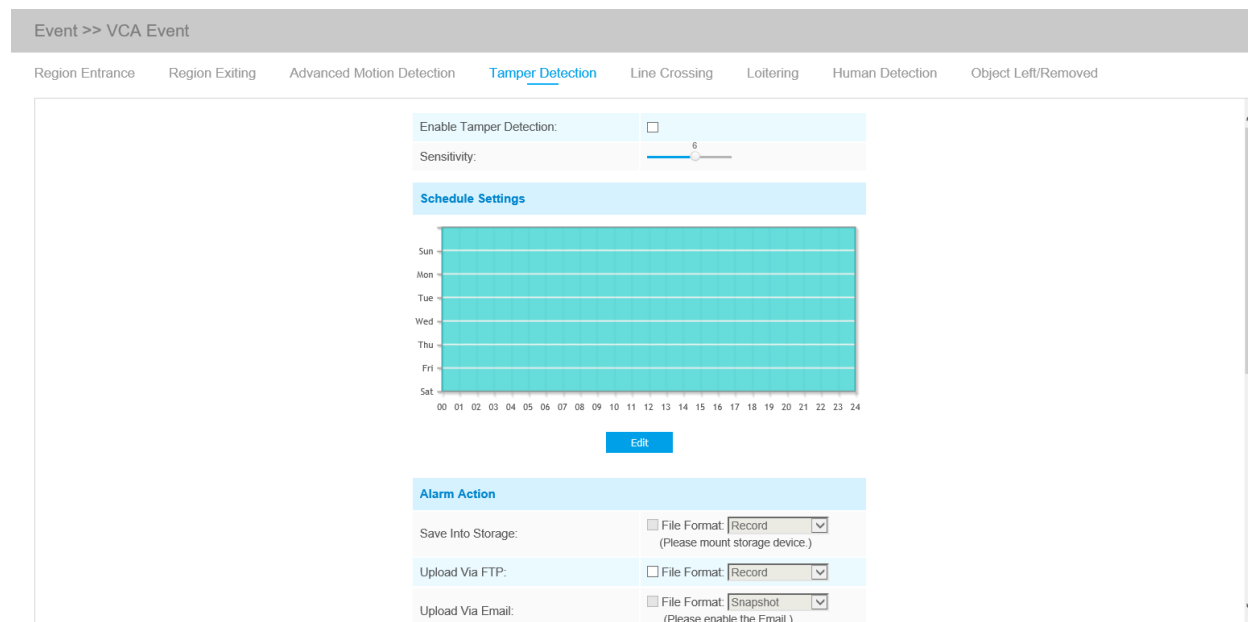 Event >> VCA Event
Region Entrance Region Exiting Advanced Motion Detection Tamper Detection Line Crossing Loitering Human Detection Object Left/Removed
Enable Tamper Detection:
6
Sensitivity:
Schedule Settings
Sun
Mon
Tue
Wed
Thu
Fri
Sat
00 01 02 03 04 05 06 07 08 09 10 11 12 13 14 15 16 17 18 19 20 21 22 23 24
Edit
Alarm Action
Save Into Storage: File Format: Record
(Please mount storage device.)
Upload Via FTP: File Format: Record
Upload Via Email: File Format: Snapshot
(Please enable the Email.)